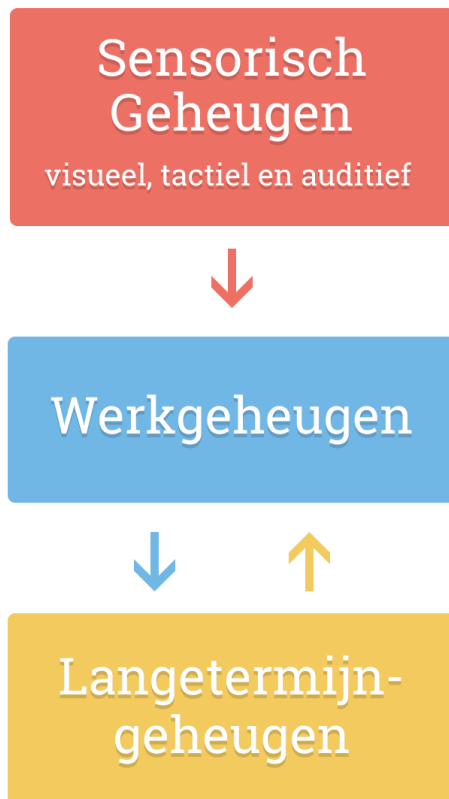 Sensorisch
Geheugen
visueel, tactiel en auditief
Werkgeheugen
Langetermijn-
geheugen